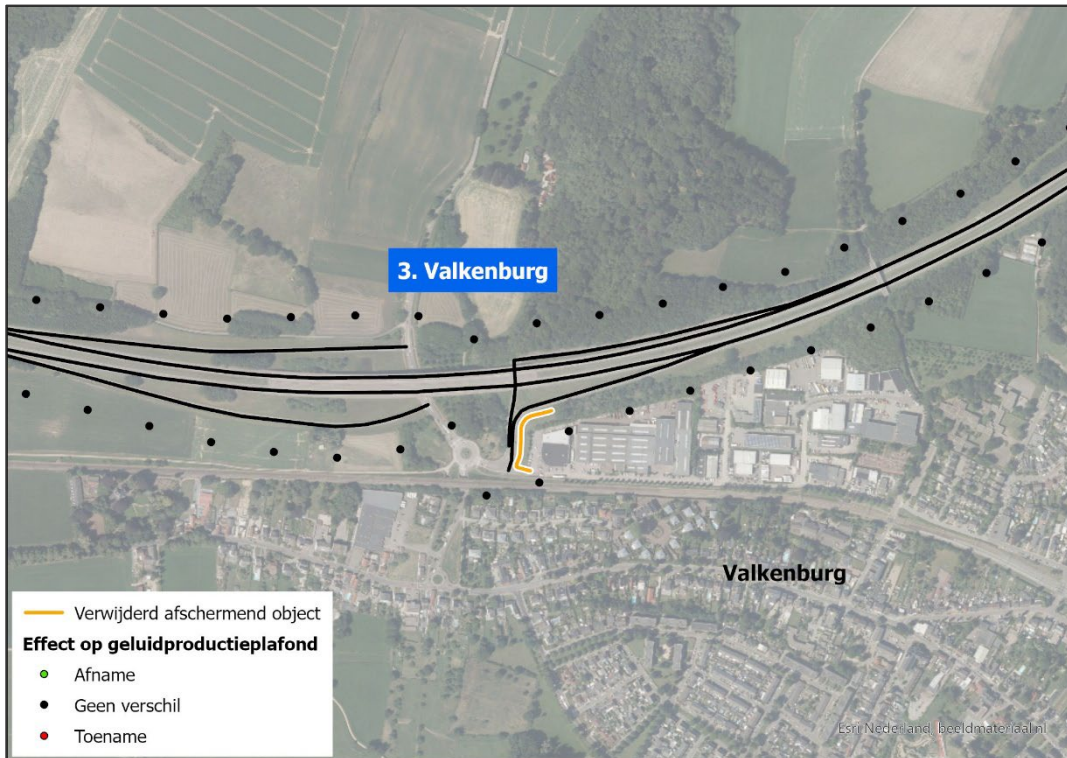 3. Valkenburg
Valkenburg
Verwijderd afschermend object
Effect op geluidproductieplafond
Afname
Geen verschil
Toename
Esri Nederland, beeldmateriaal.nl